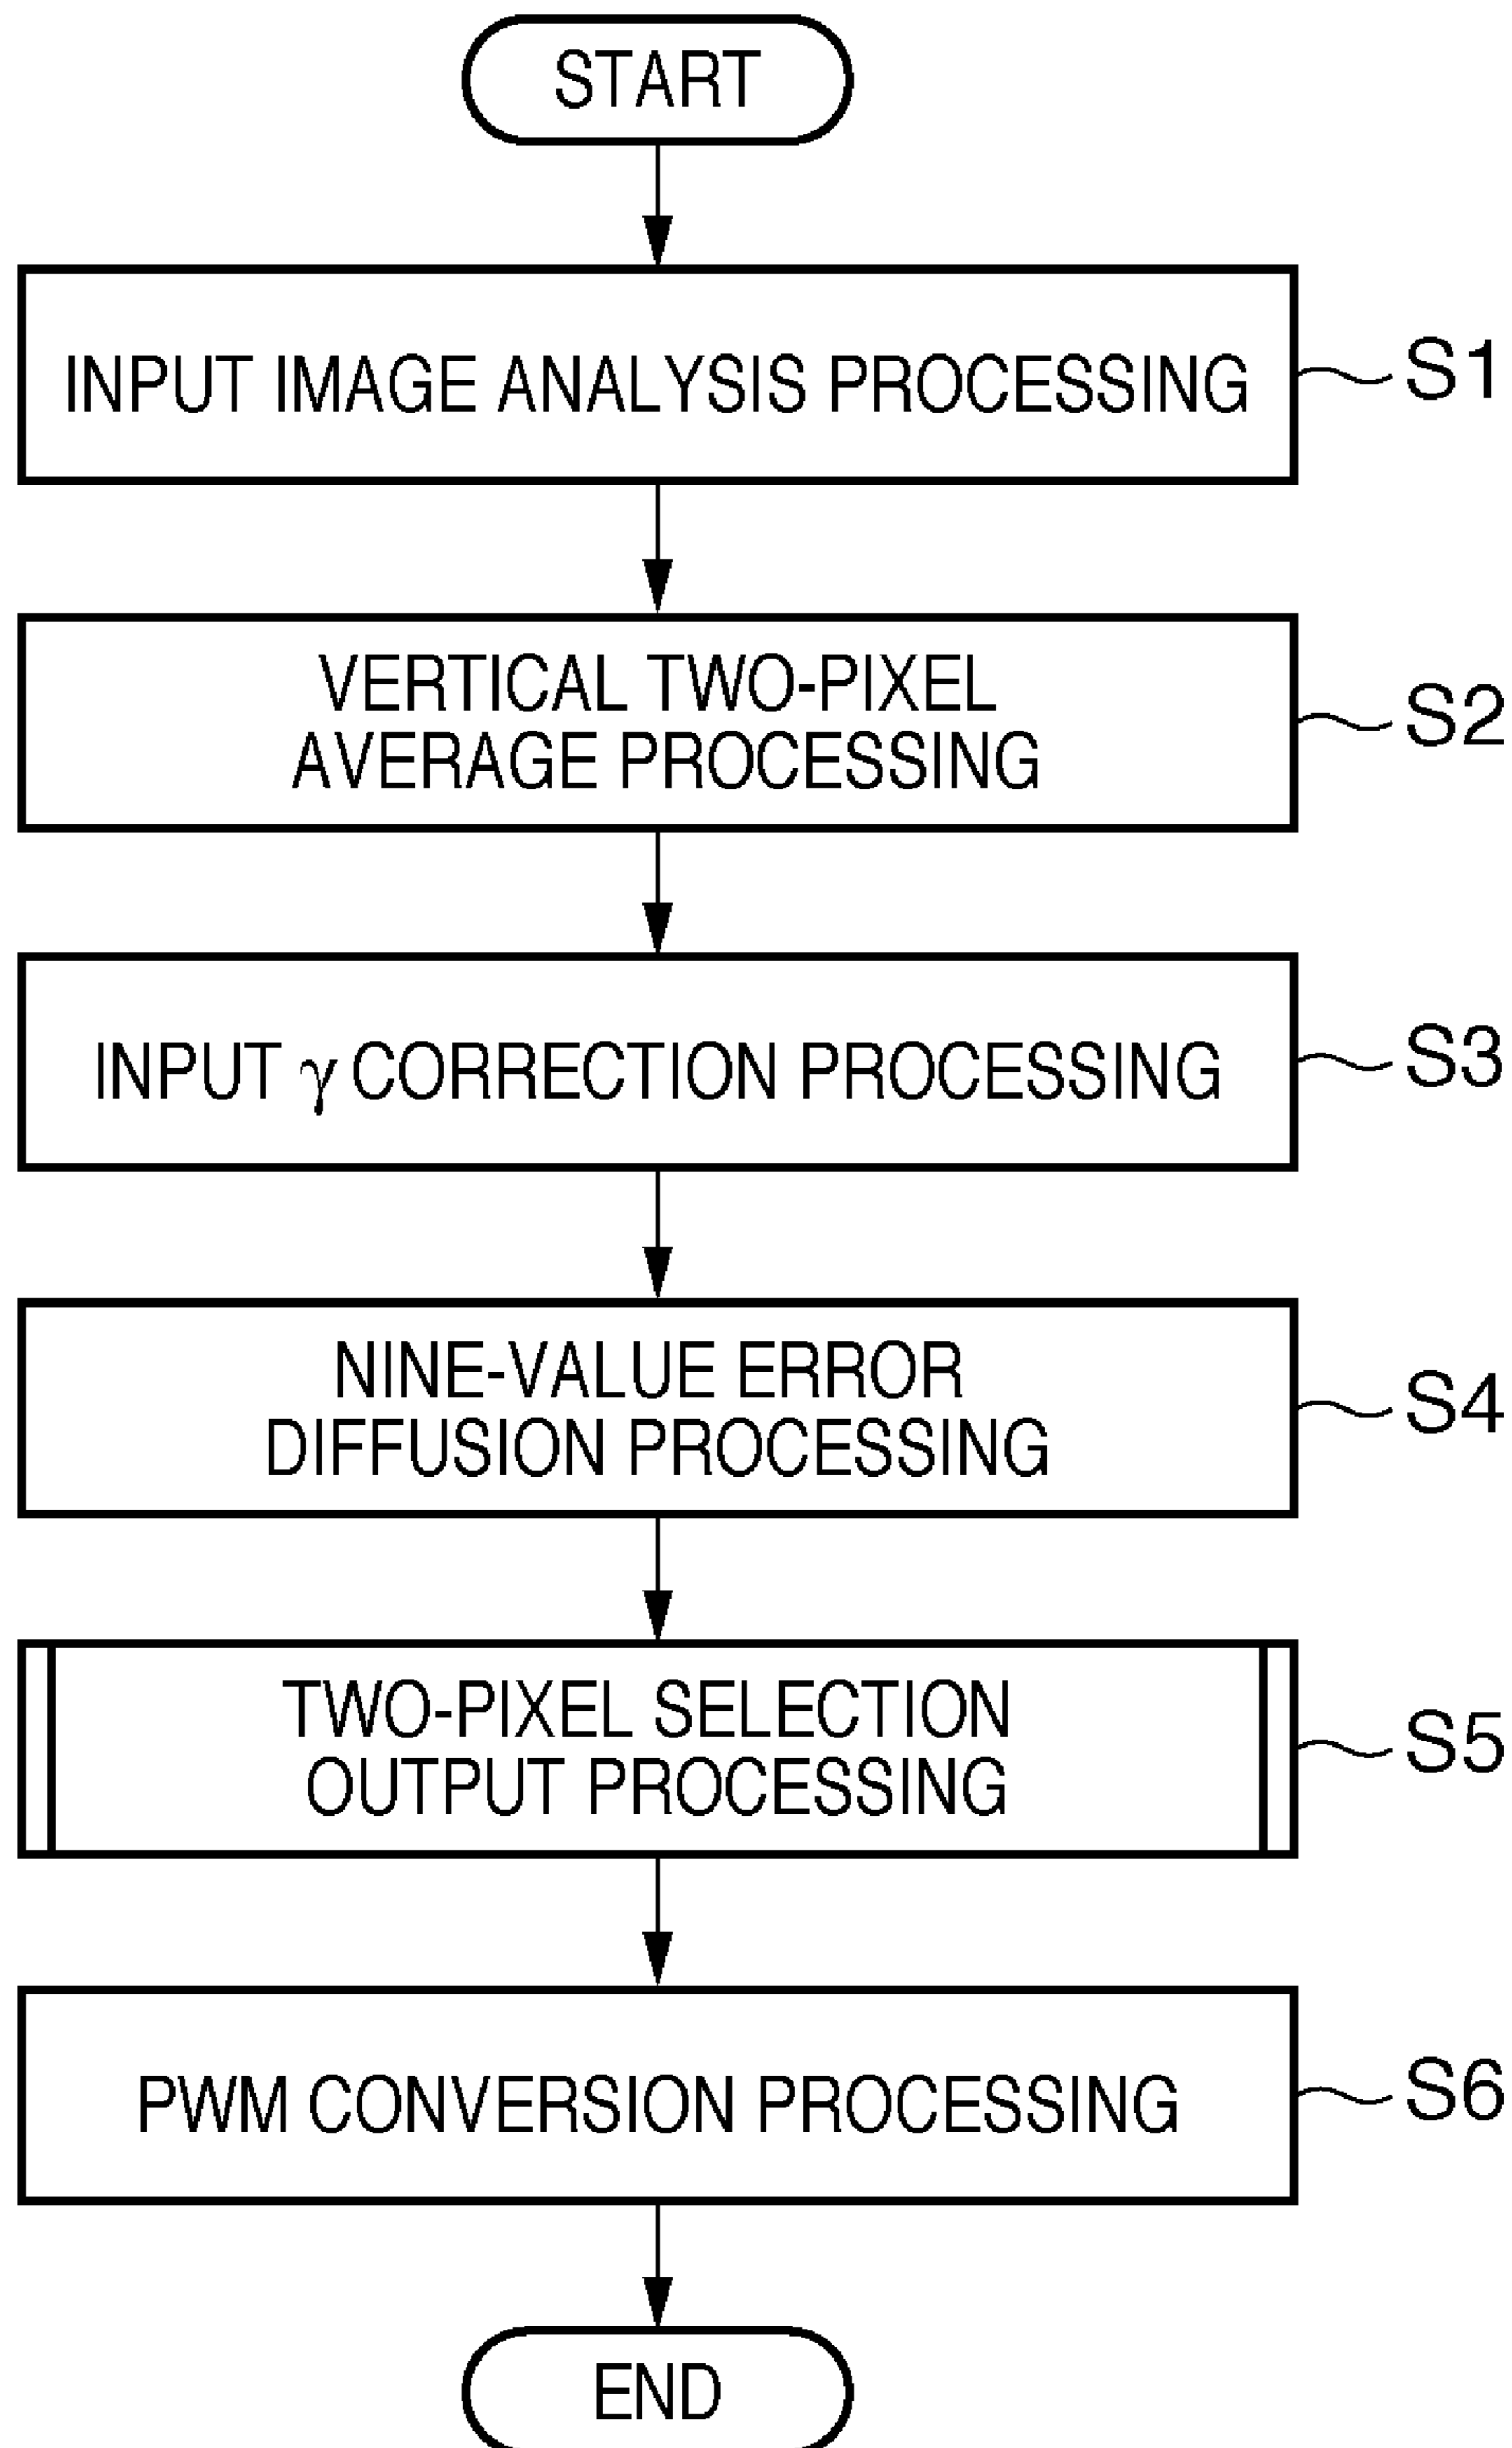 START
INPUT IMAGE ANALYSIS PROCESSING
S1
VERTICAL TWO-PIXEL
AVERAGE PROCESSING
S2
INPUT γ CORRECTION PROCESSING
S3
NINE-VALUE ERROR
DIFFUSION PROCESSING
S4
TWO-PIXEL SELECTION
OUTPUT PROCESSING
S5
PWM CONVERSION PROCESSING
S6
END